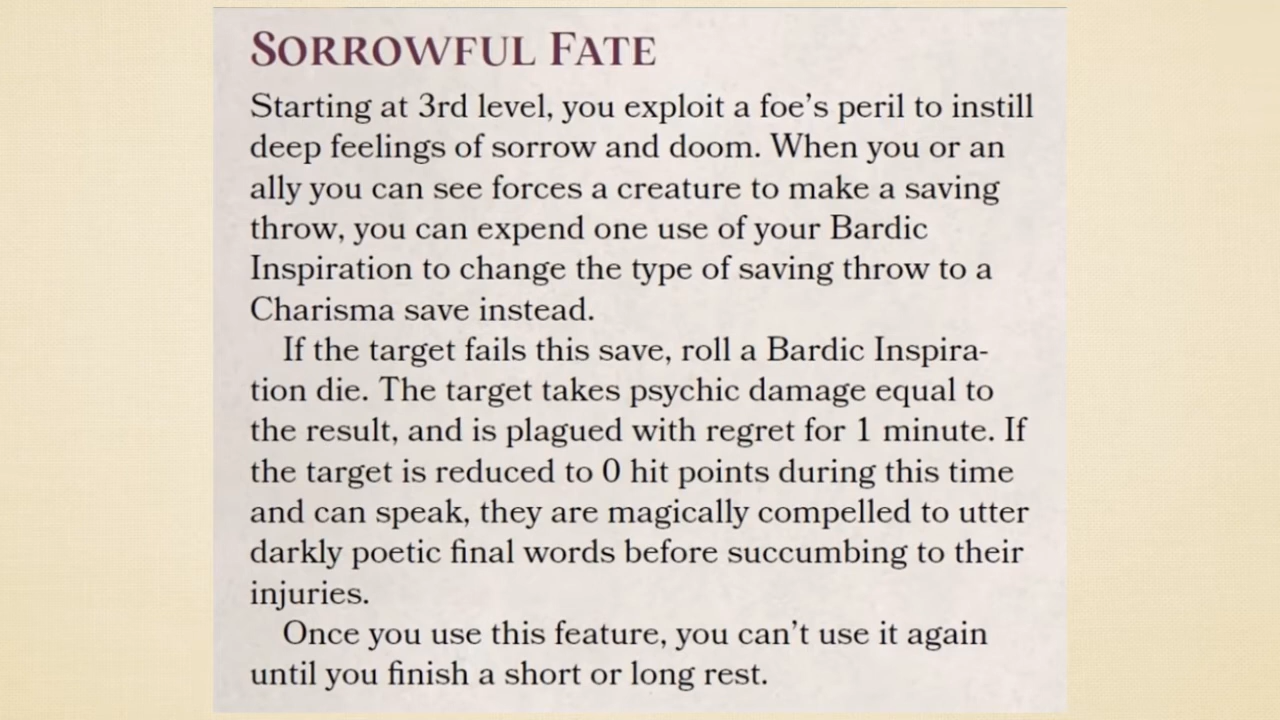 SORROWFUL FATE
Starting at 3rd level, you exploit a foe’s peril to instill
deep feelings of sorrow and doom. When you or an
ally you can see forces a creature to make a saving
throw, you can expend one use of your Bardic
Inspiration to change the type of saving throw to a
Charisma save instead.
If the target fails this save, roll a Bardic Inspira-
tion die. The target takes psychic damage equal to
the result, and is plagued with regret for 1 minute. If
the target is reduced to 0 hit points during this time
and can speak, they are magically compelled to utter
darkly poetic final words before succumbing to their
injuries.
Once you use this feature, you can’t use it again
until you finish a short or long rest.